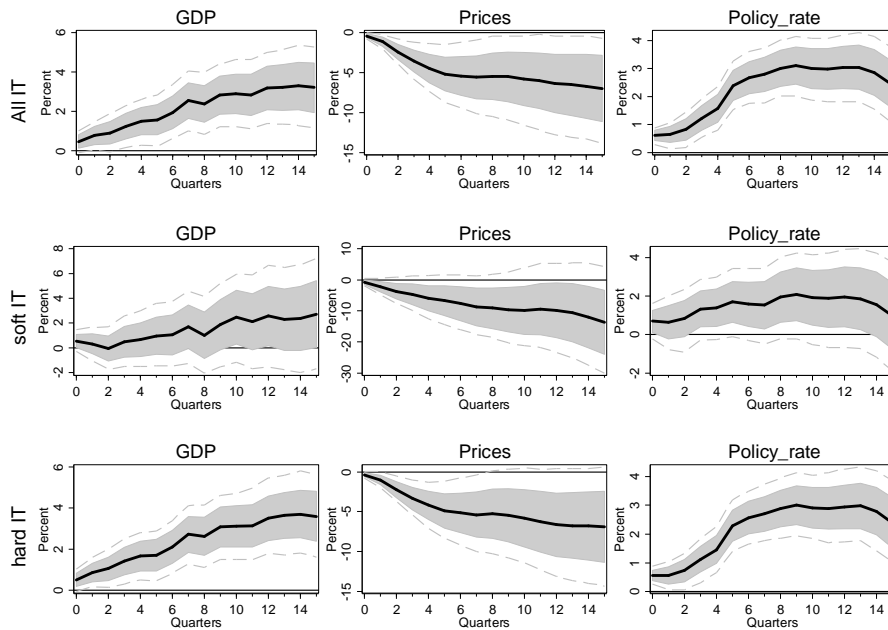 GDP
Prices
Policy_rate
All IT
Percent
0 2 4 6
0 2 4 6 8 10 12 14
Quarters
Percent
-15 -10 -5 0
0 2 4 6 8 10 12 14
Quarters
Percent
0 1 2 3 4
0 2 4 6 8 10 12 14
Quarters
GDP
Prices
Policy_rate
soft IT
Percent
-2 0 2 4 6 8
0 2 4 6 8 10 12 14
Quarters
Percent
-30 -20 -10 0 10
0 2 4 6 8 10 12 14
Quarters
Percent
-2 0 2 4
0 2 4 6 8 10 12 14
Quarters
GDP
Prices
Policy_rate
hard IT
Percent
0 2 4 6
0 2 4 6 8 10 12 14
Quarters
Percent
-15 -10 -5 0
0 2 4 6 8 10 12 14
Quarters
Percent
0 1 2 3 4
0 2 4 6 8 10 12 14
Quarters